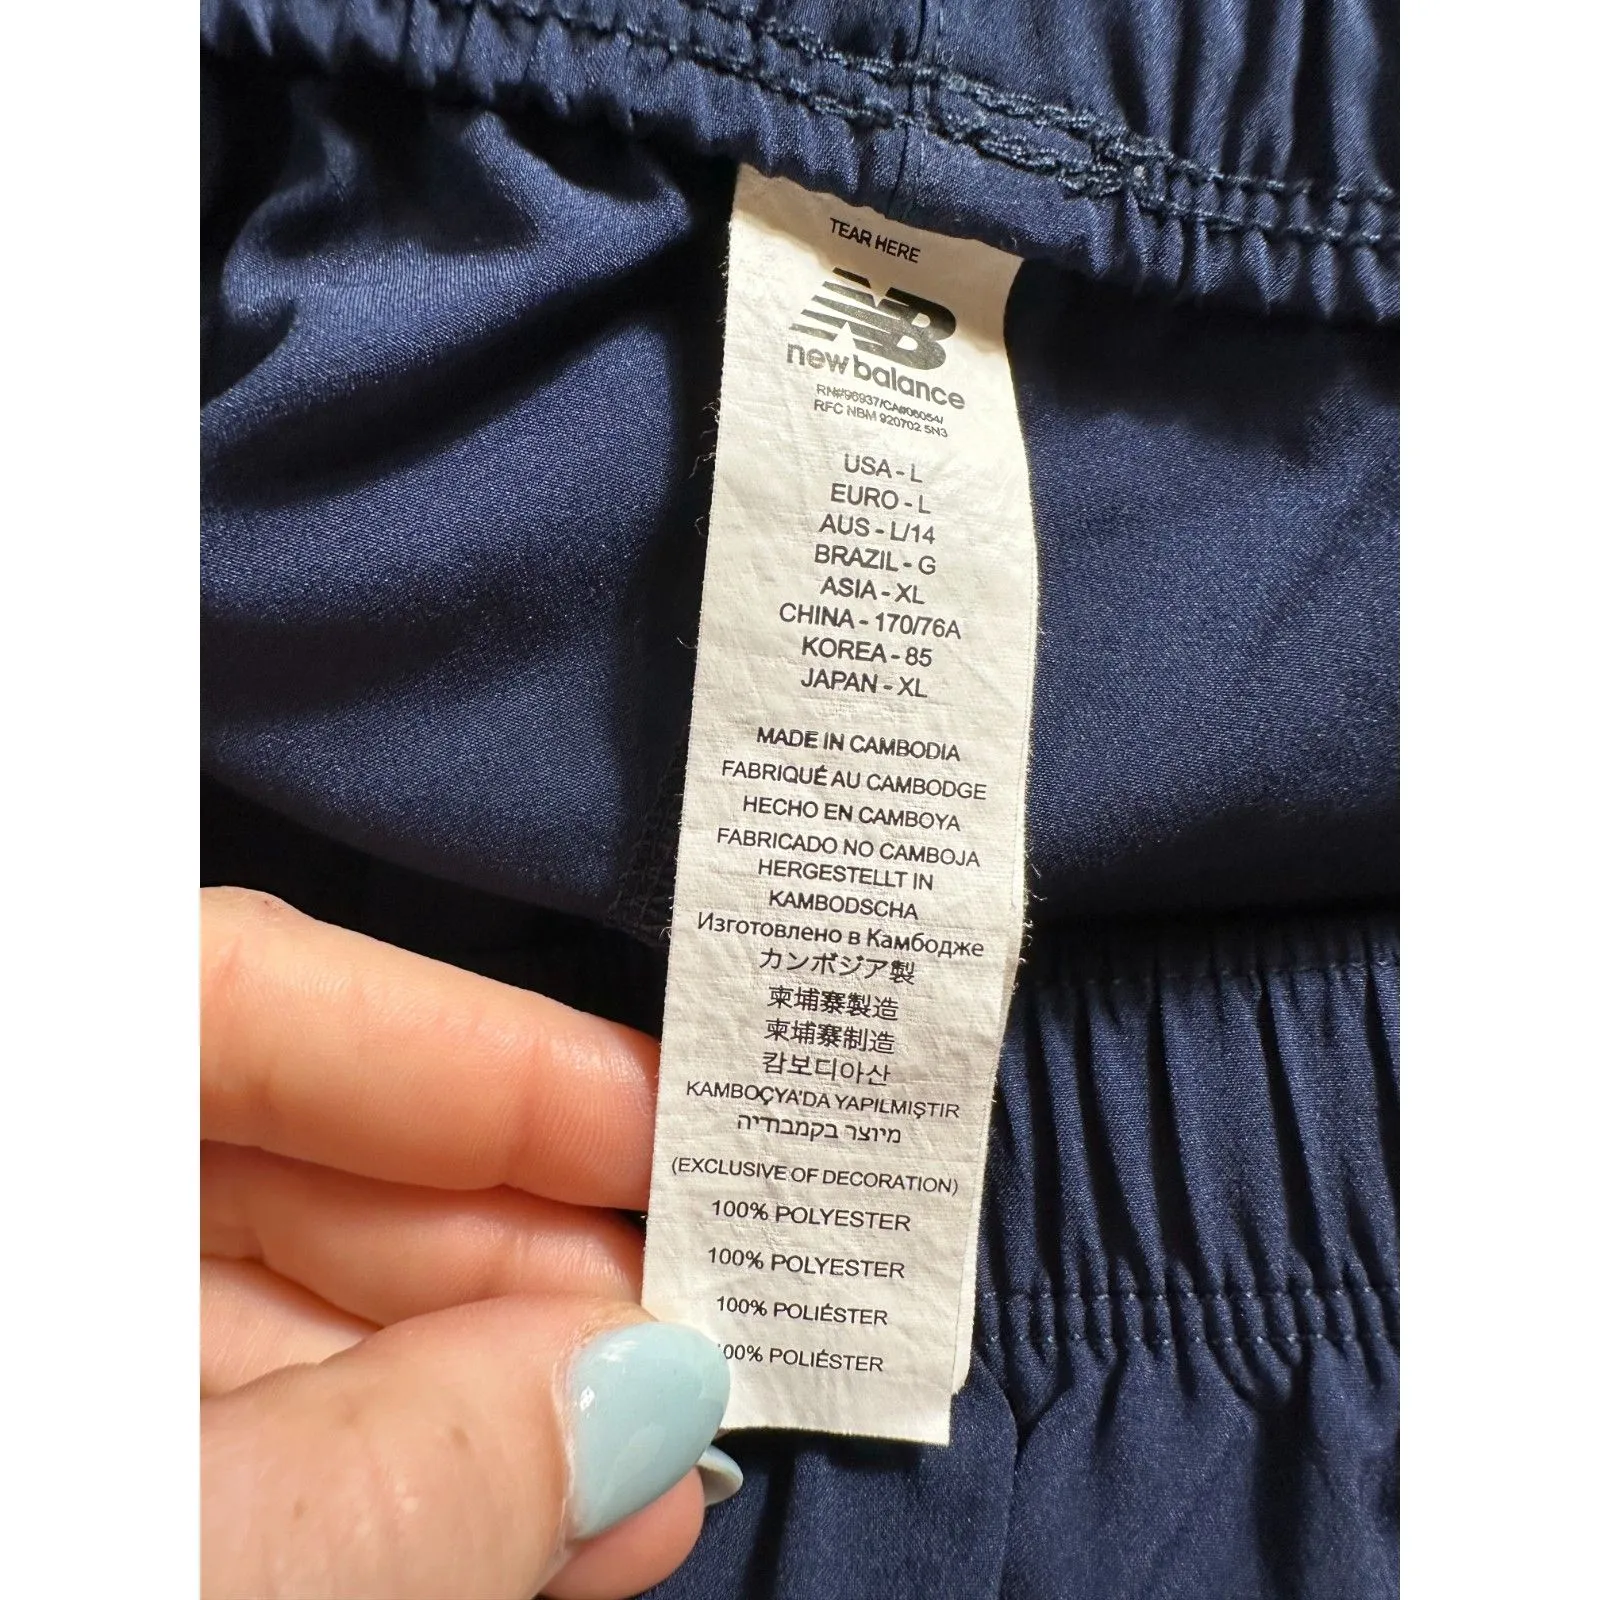 TEAR HERE
NB
new balance
RN#96937/CA#06054/
RFC NBM 920702 5N3
USA - L
EURO - L
AUS - L/14
BRAZIL - G
ASIA - XL
CHINA - 170/76A
KOREA - 85
JAPAN - XL
MADE IN CAMBODIA
FABRIQUÉ AU CAMBODGE
HECHO EN CAMBOYA
FABRICADO NO CAMBOJA
HERGESTELLT IN
KAMBODSCHA
Изготовлено в Камбодже
カンボジア製
柬埔寨製造
柬埔寨制造
캄보디아산
KAMBOÇYA'DA YAPILMIŞTIR
מיוצר בקמבודיה
(EXCLUSIVE OF DECORATION)
100% POLYESTER
100% POLYESTER
100% POLIÉSTER
100% POLIÉSTER